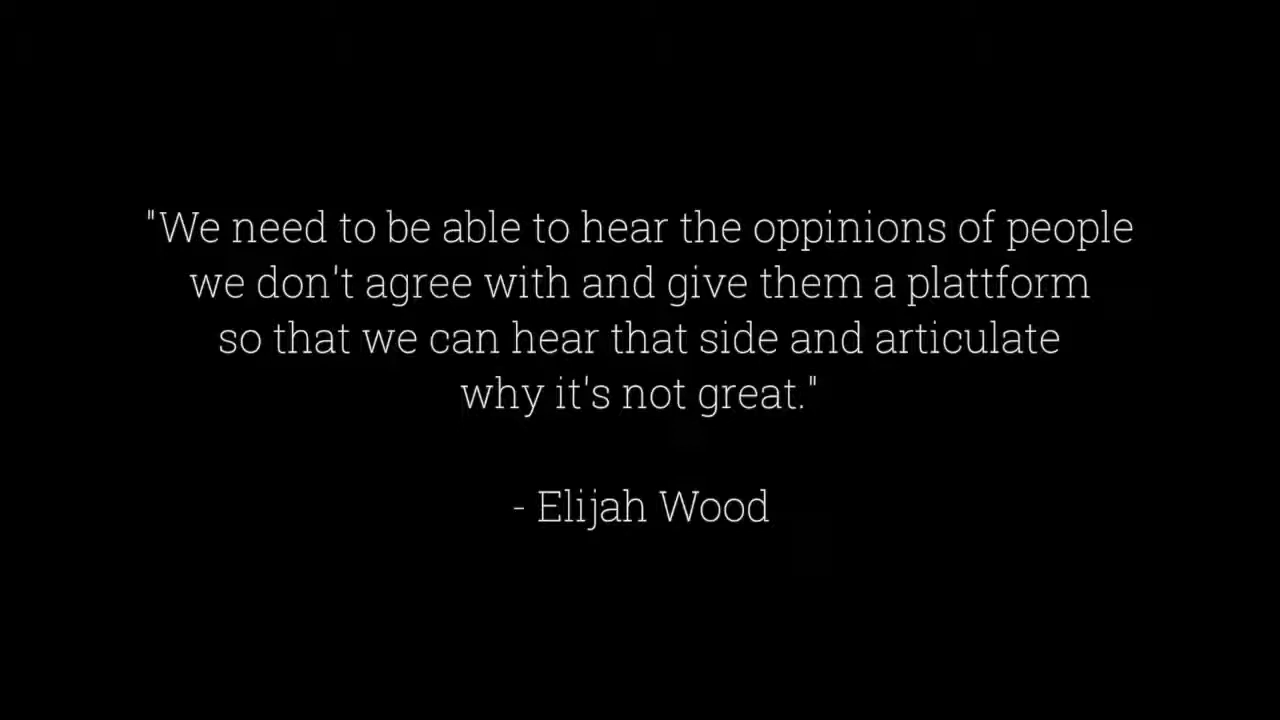 "We need to be able to hear the oppinions of people
we don't agree with and give them a plattform
so that we can hear that side and articulate
why it's not great."
- Elijah Wood